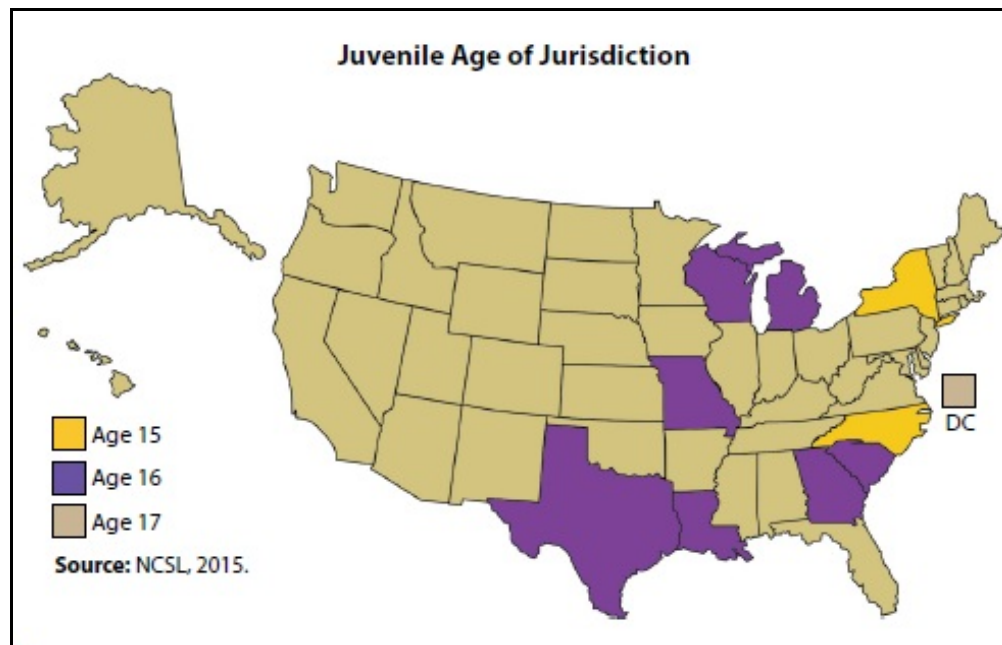 Juvenile Age of Jurisdiction
DC
Age 15
Age 16
Age 17
Source: NCSL, 2015.